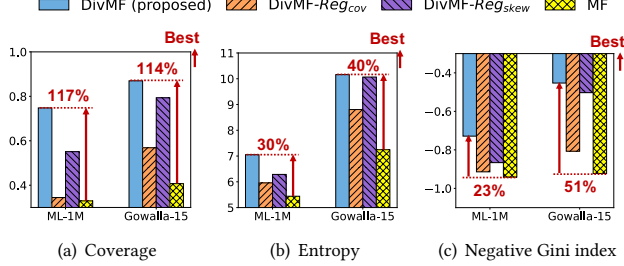 DivMF (proposed) DivMF-Reg_cov DivMF-Reg_skew MF
Best Best Best
1.0 0.8 0.6 0.4
117% 114%
ML-1M Gowalla-15
11 10 9 8 7 6 5
30% 40%
ML-1M Gowalla-15
−0.4 −0.6 −0.8 −1.0
23% 51%
ML-1M Gowalla-15
(a) Coverage (b) Entropy (c) Negative Gini index